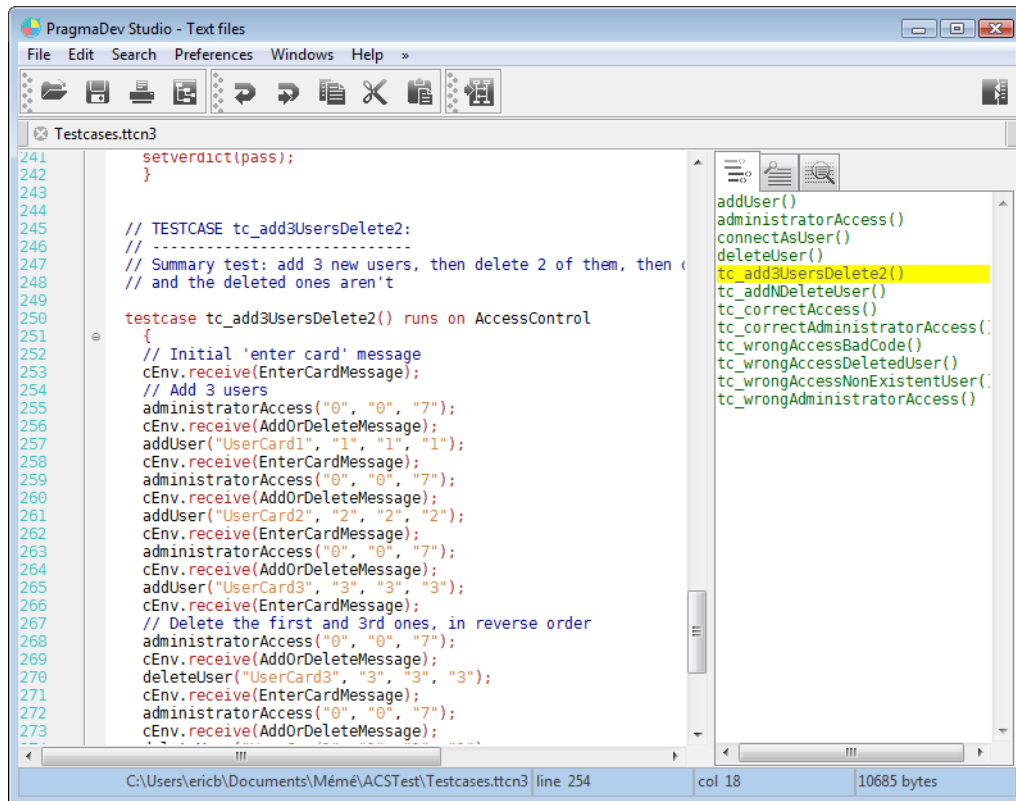 PragmaDev Studio - Text files
File Edit Search Preferences Windows Help »
Testcases.ttcn3
241 setverdict(pass);
242 }
243
244
245 // TESTCASE tc_add3UsersDelete2:
246 // ------------------------------
247 // Summary test: add 3 new users, then delete 2 of them, then
248 // and the deleted ones aren't
249
250 testcase tc_add3UsersDelete2() runs on AccessControl
251 {
252 // Initial 'enter card' message
253 cEnv.receive(EnterCardMessage);
254 // Add 3 users
255 administratorAccess("0", "0", "7");
256 cEnv.receive(AddOrDeleteMessage);
257 addUser("UserCard1", "1", "1", "1");
258 cEnv.receive(EnterCardMessage);
259 administratorAccess("0", "0", "7");
260 cEnv.receive(AddOrDeleteMessage);
261 addUser("UserCard2", "2", "2", "2");
262 cEnv.receive(EnterCardMessage);
263 administratorAccess("0", "0", "7");
264 cEnv.receive(AddOrDeleteMessage);
265 addUser("UserCard3", "3", "3", "3");
266 cEnv.receive(EnterCardMessage);
267 // Delete the first and 3rd ones, in reverse order
268 administratorAccess("0", "0", "7");
269 cEnv.receive(AddOrDeleteMessage);
270 deleteUser("UserCard3", "3", "3", "3");
271 cEnv.receive(EnterCardMessage);
272 administratorAccess("0", "0", "7");
273 cEnv.receive(AddOrDeleteMessage);
addUser()
administratorAccess()
connectAsUser()
deleteUser()
tc_add3UsersDelete2()
tc_addNDeleteUser()
tc_correctAccess()
tc_correctAdministratorAccess()
tc_wrongAccessBadCode()
tc_wrongAccessDeletedUser()
tc_wrongAccessNonExistentUser()
tc_wrongAdministratorAccess()
C:\Users\ericb\Documents\Mémé\ACSTest\Testcases.ttcn3 line 254 col 18 10685 bytes